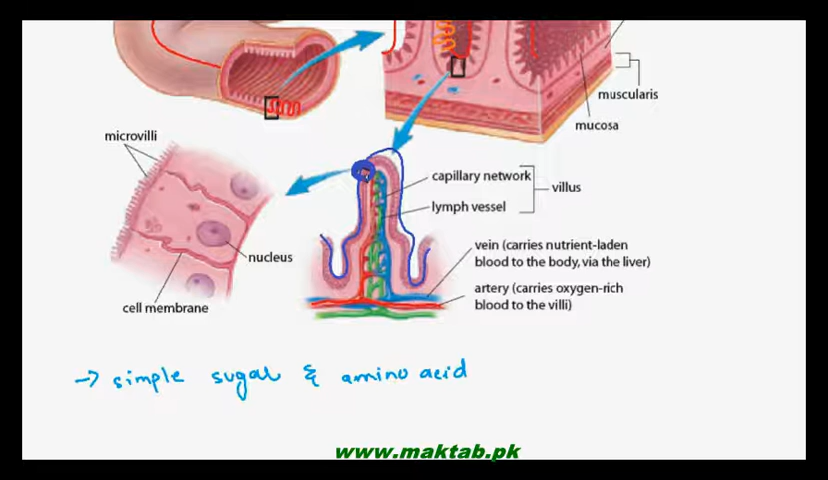 muscularis
mucosa
microvilli
capillary network
villus
lymph vessel
nucleus
vein (carries nutrient-laden
blood to the body, via the liver)
cell membrane
artery (carries oxygen-rich
blood to the villi)
-> simple sugar & amino acid
www.maktab.pk